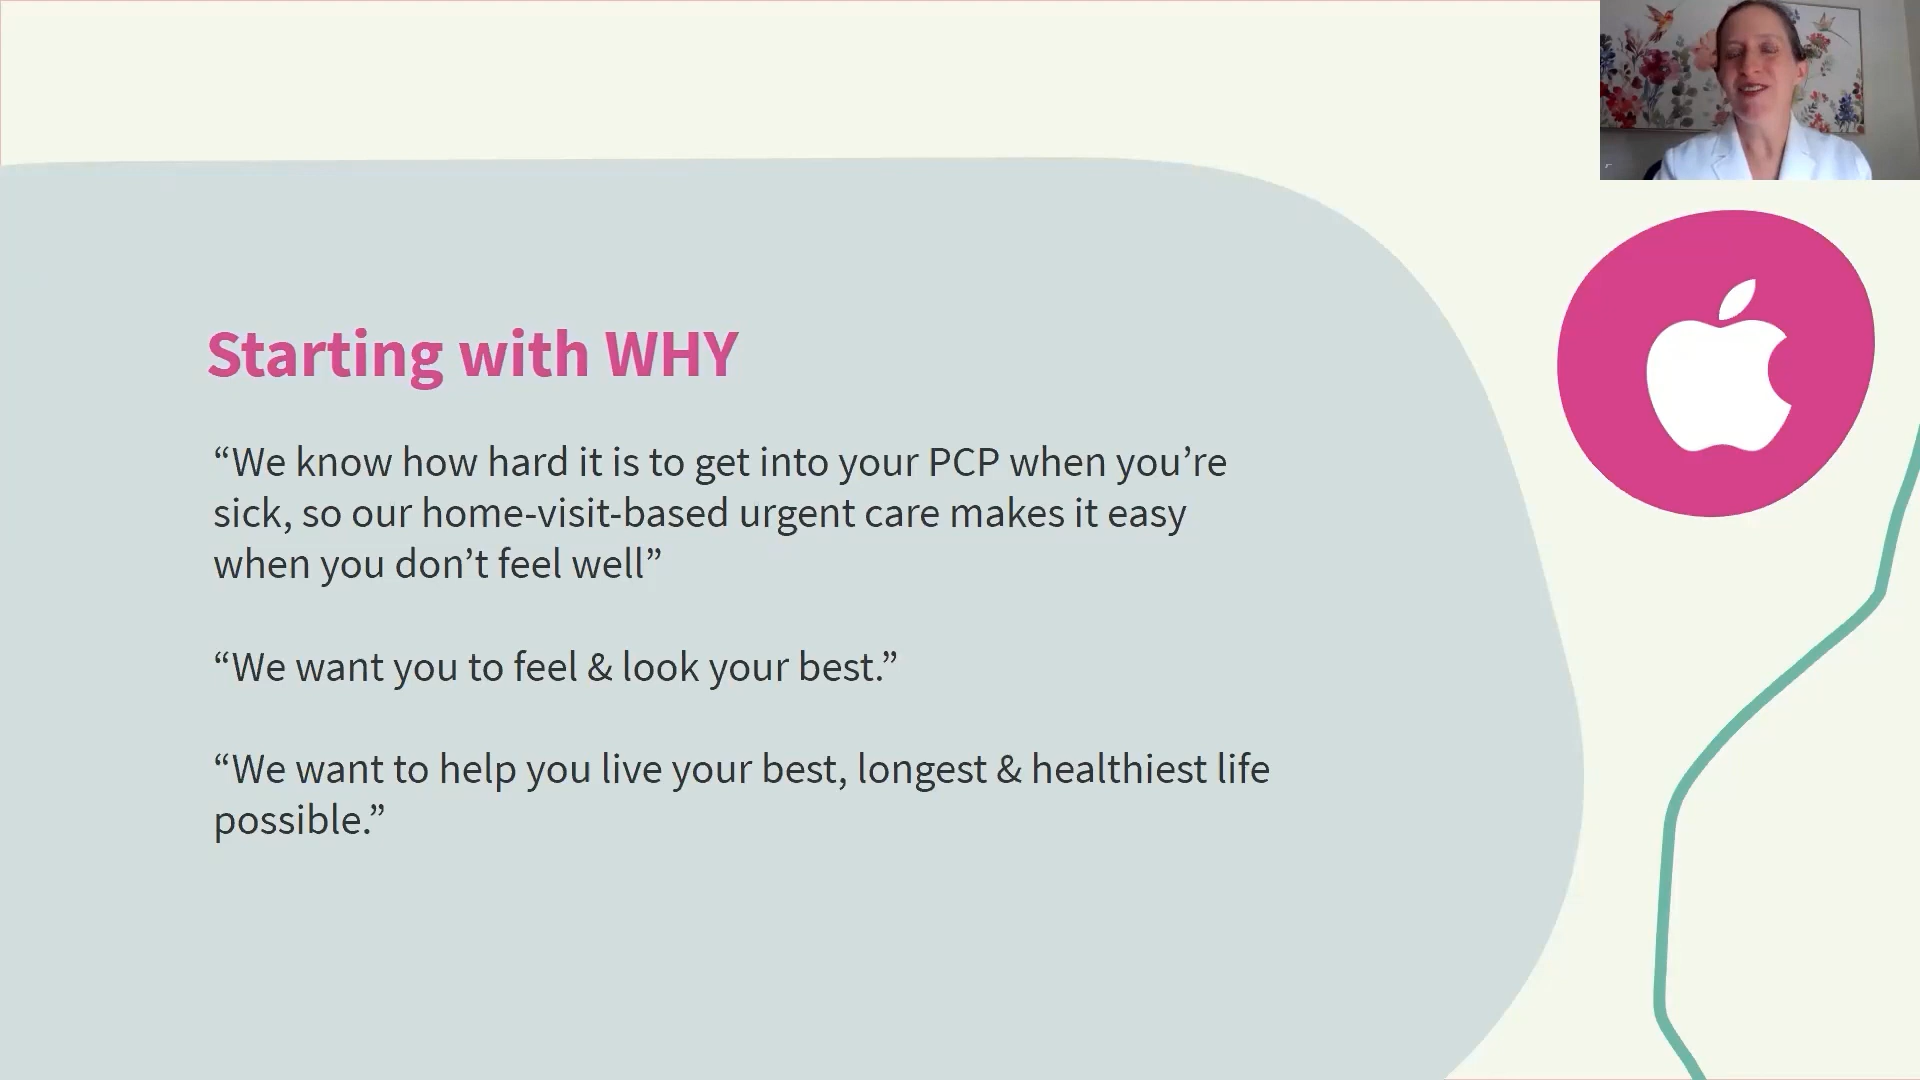 Starting with WHY
“We know how hard it is to get into your PCP when you’re
sick, so our home-visit-based urgent care makes it easy
when you don’t feel well”
“We want you to feel & look your best.”
“We want to help you live your best, longest & healthiest life
possible.”